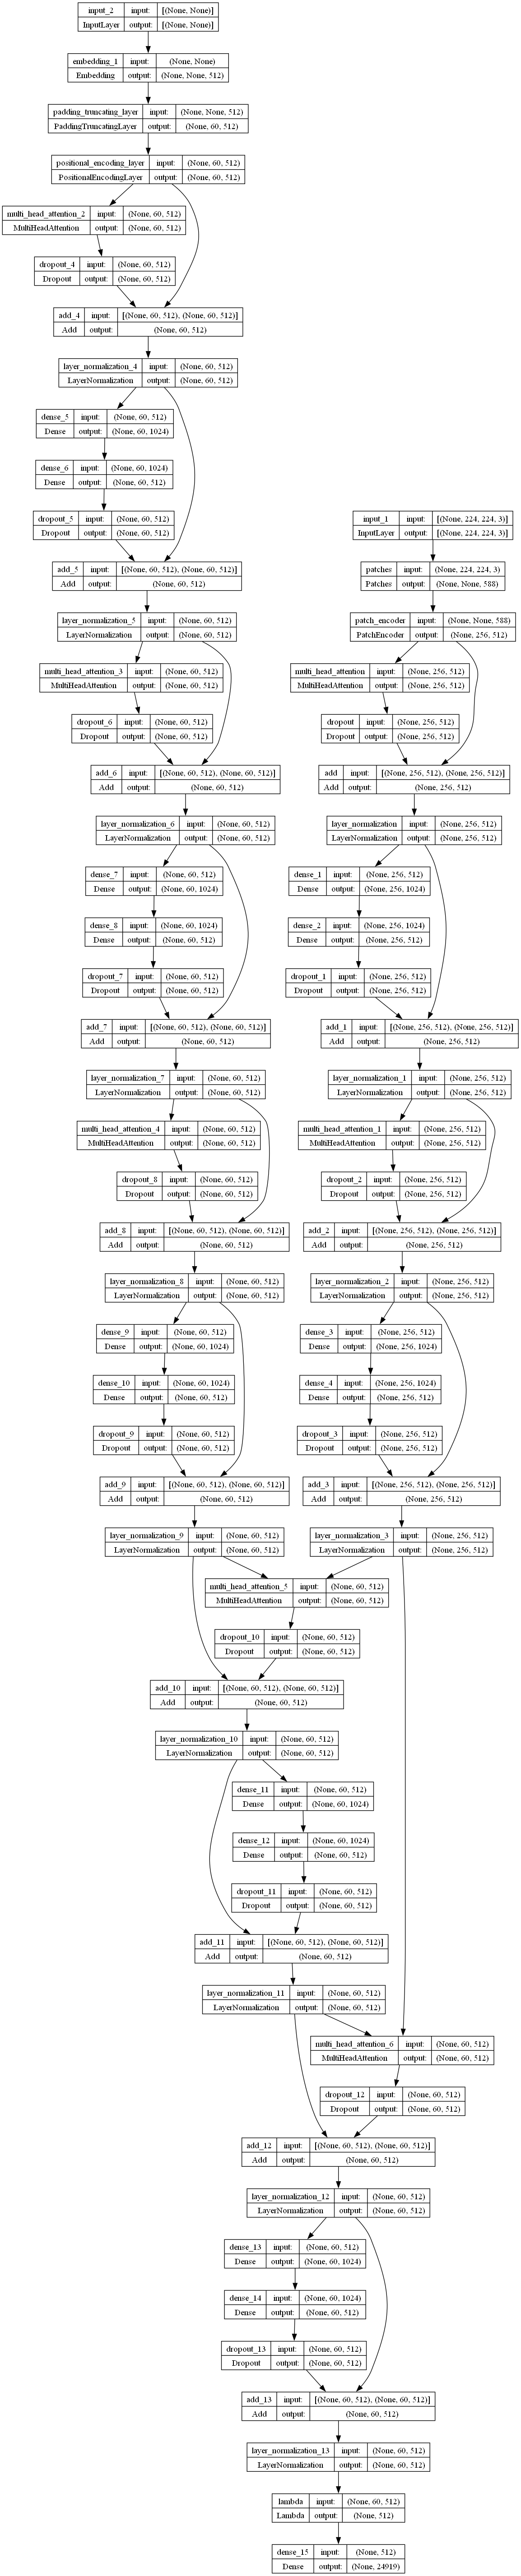 input_2 input: [(None, None)]
InputLayer output: [(None, None)]
embedding_1 input: (None, None)
Embedding output: (None, None, 512)
padding_truncating_layer input: (None, None, 512)
PaddingTruncatingLayer output: (None, 60, 512)
positional_encoding_layer input: (None, 60, 512)
PositionalEncodingLayer output: (None, 60, 512)
multi_head_attention_2 input: (None, 60, 512)
MultiHeadAttention output: (None, 60, 512)
dropout_4 input: (None, 60, 512)
Dropout output: (None, 60, 512)
add_4 input: [(None, 60, 512), (None, 60, 512)]
Add output: (None, 60, 512)
layer_normalization_4 input: (None, 60, 512)
LayerNormalization output: (None, 60, 512)
dense_5 input: (None, 60, 512)
Dense output: (None, 60, 1024)
dense_6 input: (None, 60, 1024)
Dense output: (None, 60, 512)
dropout_5 input: (None, 60, 512)
Dropout output: (None, 60, 512)
add_5 input: [(None, 60, 512), (None, 60, 512)]
Add output: (None, 60, 512)
layer_normalization_5 input: (None, 60, 512)
LayerNormalization output: (None, 60, 512)
multi_head_attention_3 input: (None, 60, 512)
MultiHeadAttention output: (None, 60, 512)
dropout_6 input: (None, 60, 512)
Dropout output: (None, 60, 512)
add_6 input: [(None, 60, 512), (None, 60, 512)]
Add output: (None, 60, 512)
layer_normalization_6 input: (None, 60, 512)
LayerNormalization output: (None, 60, 512)
dense_7 input: (None, 60, 512)
Dense output: (None, 60, 1024)
dense_8 input: (None, 60, 1024)
Dense output: (None, 60, 512)
dropout_7 input: (None, 60, 512)
Dropout output: (None, 60, 512)
add_7 input: [(None, 60, 512), (None, 60, 512)]
Add output: (None, 60, 512)
layer_normalization_7 input: (None, 60, 512)
LayerNormalization output: (None, 60, 512)
multi_head_attention_4 input: (None, 60, 512)
MultiHeadAttention output: (None, 60, 512)
dropout_8 input: (None, 60, 512)
Dropout output: (None, 60, 512)
add_8 input: [(None, 60, 512), (None, 60, 512)]
Add output: (None, 60, 512)
layer_normalization_8 input: (None, 60, 512)
LayerNormalization output: (None, 60, 512)
dense_9 input: (None, 60, 512)
Dense output: (None, 60, 1024)
dense_10 input: (None, 60, 1024)
Dense output: (None, 60, 512)
dropout_9 input: (None, 60, 512)
Dropout output: (None, 60, 512)
add_9 input: [(None, 60, 512), (None, 60, 512)]
Add output: (None, 60, 512)
layer_normalization_9 input: (None, 60, 512)
LayerNormalization output: (None, 60, 512)
input_1 input: [(None, 224, 224, 3)]
InputLayer output: [(None, 224, 224, 3)]
patches input: (None, 224, 224, 3)
Patches output: (None, None, 588)
patch_encoder input: (None, None, 588)
PatchEncoder output: (None, 256, 512)
multi_head_attention input: (None, 256, 512)
MultiHeadAttention output: (None, 256, 512)
dropout input: (None, 256, 512)
Dropout output: (None, 256, 512)
add input: [(None, 256, 512), (None, 256, 512)]
Add output: (None, 256, 512)
layer_normalization input: (None, 256, 512)
LayerNormalization output: (None, 256, 512)
dense_1 input: (None, 256, 512)
Dense output: (None, 256, 1024)
dense_2 input: (None, 256, 1024)
Dense output: (None, 256, 512)
dropout_1 input: (None, 256, 512)
Dropout output: (None, 256, 512)
add_1 input: [(None, 256, 512), (None, 256, 512)]
Add output: (None, 256, 512)
layer_normalization_1 input: (None, 256, 512)
LayerNormalization output: (None, 256, 512)
multi_head_attention_1 input: (None, 256, 512)
MultiHeadAttention output: (None, 256, 512)
dropout_2 input: (None, 256, 512)
Dropout output: (None, 256, 512)
add_2 input: [(None, 256, 512), (None, 256, 512)]
Add output: (None, 256, 512)
layer_normalization_2 input: (None, 256, 512)
LayerNormalization output: (None, 256, 512)
dense_3 input: (None, 256, 512)
Dense output: (None, 256, 1024)
dense_4 input: (None, 256, 1024)
Dense output: (None, 256, 512)
dropout_3 input: (None, 256, 512)
Dropout output: (None, 256, 512)
add_3 input: [(None, 256, 512), (None, 256, 512)]
Add output: (None, 256, 512)
layer_normalization_3 input: (None, 256, 512)
LayerNormalization output: (None, 256, 512)
multi_head_attention_5 input: (None, 60, 512)
MultiHeadAttention output: (None, 60, 512)
dropout_10 input: (None, 60, 512)
Dropout output: (None, 60, 512)
add_10 input: [(None, 60, 512), (None, 60, 512)]
Add output: (None, 60, 512)
layer_normalization_10 input: (None, 60, 512)
LayerNormalization output: (None, 60, 512)
dense_11 input: (None, 60, 512)
Dense output: (None, 60, 1024)
dense_12 input: (None, 60, 1024)
Dense output: (None, 60, 512)
dropout_11 input: (None, 60, 512)
Dropout output: (None, 60, 512)
add_11 input: [(None, 60, 512), (None, 60, 512)]
Add output: (None, 60, 512)
layer_normalization_11 input: (None, 60, 512)
LayerNormalization output: (None, 60, 512)
multi_head_attention_6 input: (None, 60, 512)
MultiHeadAttention output: (None, 60, 512)
dropout_12 input: (None, 60, 512)
Dropout output: (None, 60, 512)
add_12 input: [(None, 60, 512), (None, 60, 512)]
Add output: (None, 60, 512)
layer_normalization_12 input: (None, 60, 512)
LayerNormalization output: (None, 60, 512)
dense_13 input: (None, 60, 512)
Dense output: (None, 60, 1024)
dense_14 input: (None, 60, 1024)
Dense output: (None, 60, 512)
dropout_13 input: (None, 60, 512)
Dropout output: (None, 60, 512)
add_13 input: [(None, 60, 512), (None, 60, 512)]
Add output: (None, 60, 512)
layer_normalization_13 input: (None, 60, 512)
LayerNormalization output: (None, 60, 512)
lambda input: (None, 60, 512)
Lambda output: (None, 512)
dense_15 input: (None, 512)
Dense output: (None, 24919)